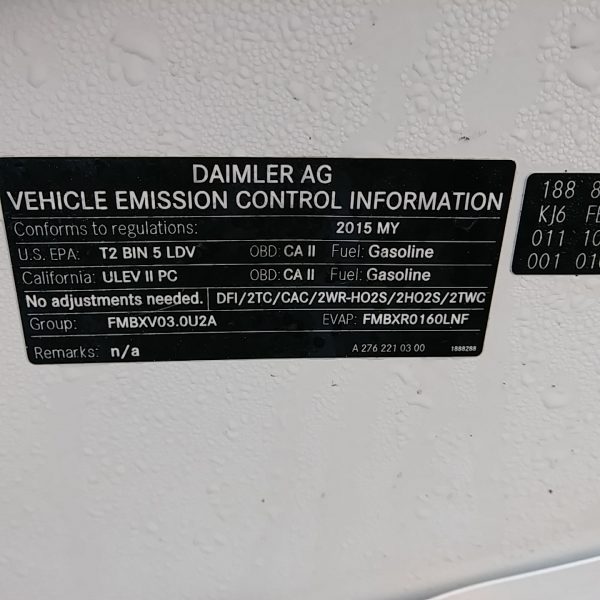 DAIMLER AG
VEHICLE EMISSION CONTROL INFORMATION
Conforms to regulations: 2015 MY
U.S. EPA: T2 BIN 5 LDV OBD: CA II Fuel: Gasoline
California: ULEV II PC OBD: CA II Fuel: Gasoline
No adjustments needed. DFI/2TC/CAC/2WR-HO2S/2HO2S/2TWC
Group: FMBXV03.0U2A EVAP: FMBXR0160LNF
Remarks: n/a A 276 221 03 00 1888288
188 8
KJ6
011 10
001